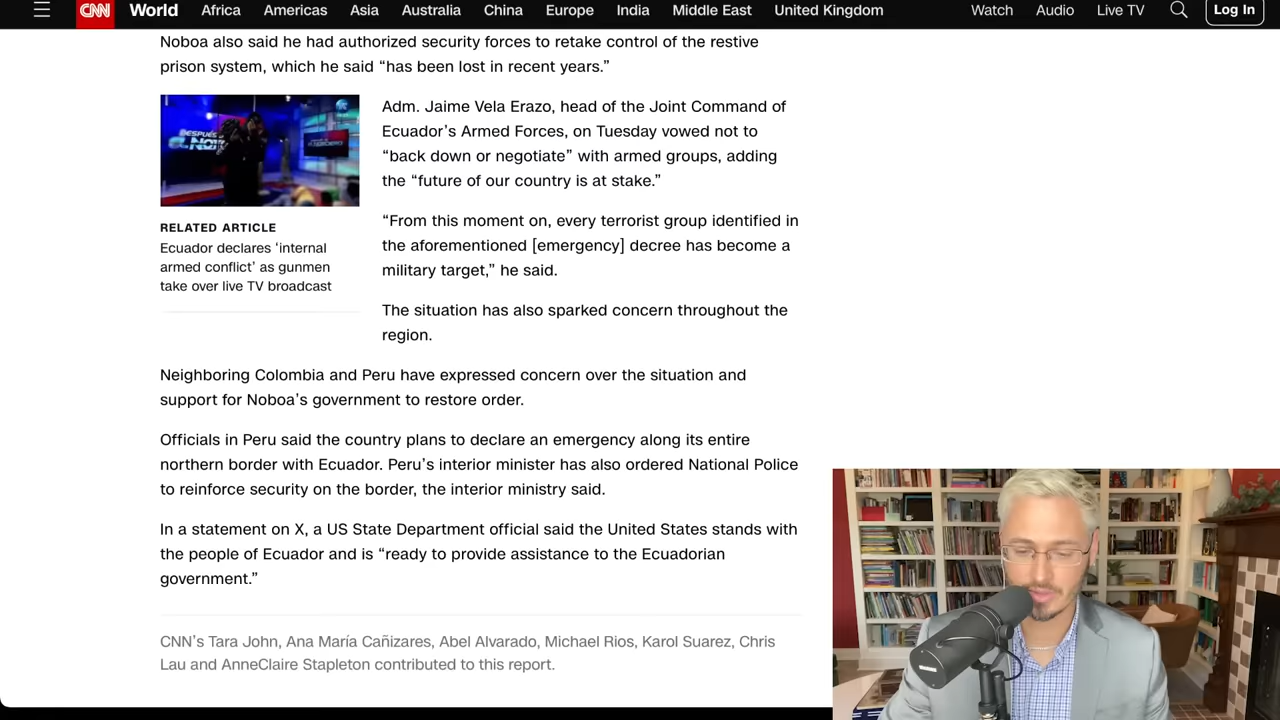 CNN World Africa Americas Asia Australia China Europe India Middle East United Kingdom Watch Audio Live TV Log In
Noboa also said he had authorized security forces to retake control of the restive
prison system, which he said “has been lost in recent years.”
RELATED ARTICLE
Ecuador declares ‘internal
armed conflict’ as gunmen
take over live TV broadcast
Adm. Jaime Vela Erazo, head of the Joint Command of
Ecuador’s Armed Forces, on Tuesday vowed not to
“back down or negotiate” with armed groups, adding
the “future of our country is at stake.”
“From this moment on, every terrorist group identified in
the aforementioned [emergency] decree has become a
military target,” he said.
The situation has also sparked concern throughout the
region.
Neighboring Colombia and Peru have expressed concern over the situation and
support for Noboa’s government to restore order.
Officials in Peru said the country plans to declare an emergency along its entire
northern border with Ecuador. Peru’s interior minister has also ordered National Police
to reinforce security on the border, the interior ministry said.
In a statement on X, a US State Department official said the United States stands with
the people of Ecuador and is “ready to provide assistance to the Ecuadorian
government.”
CNN’s Tara John, Ana María Cañizares, Abel Alvarado, Michael Rios, Karol Suarez, Chris
Lau and AnneClaire Stapleton contributed to this report.